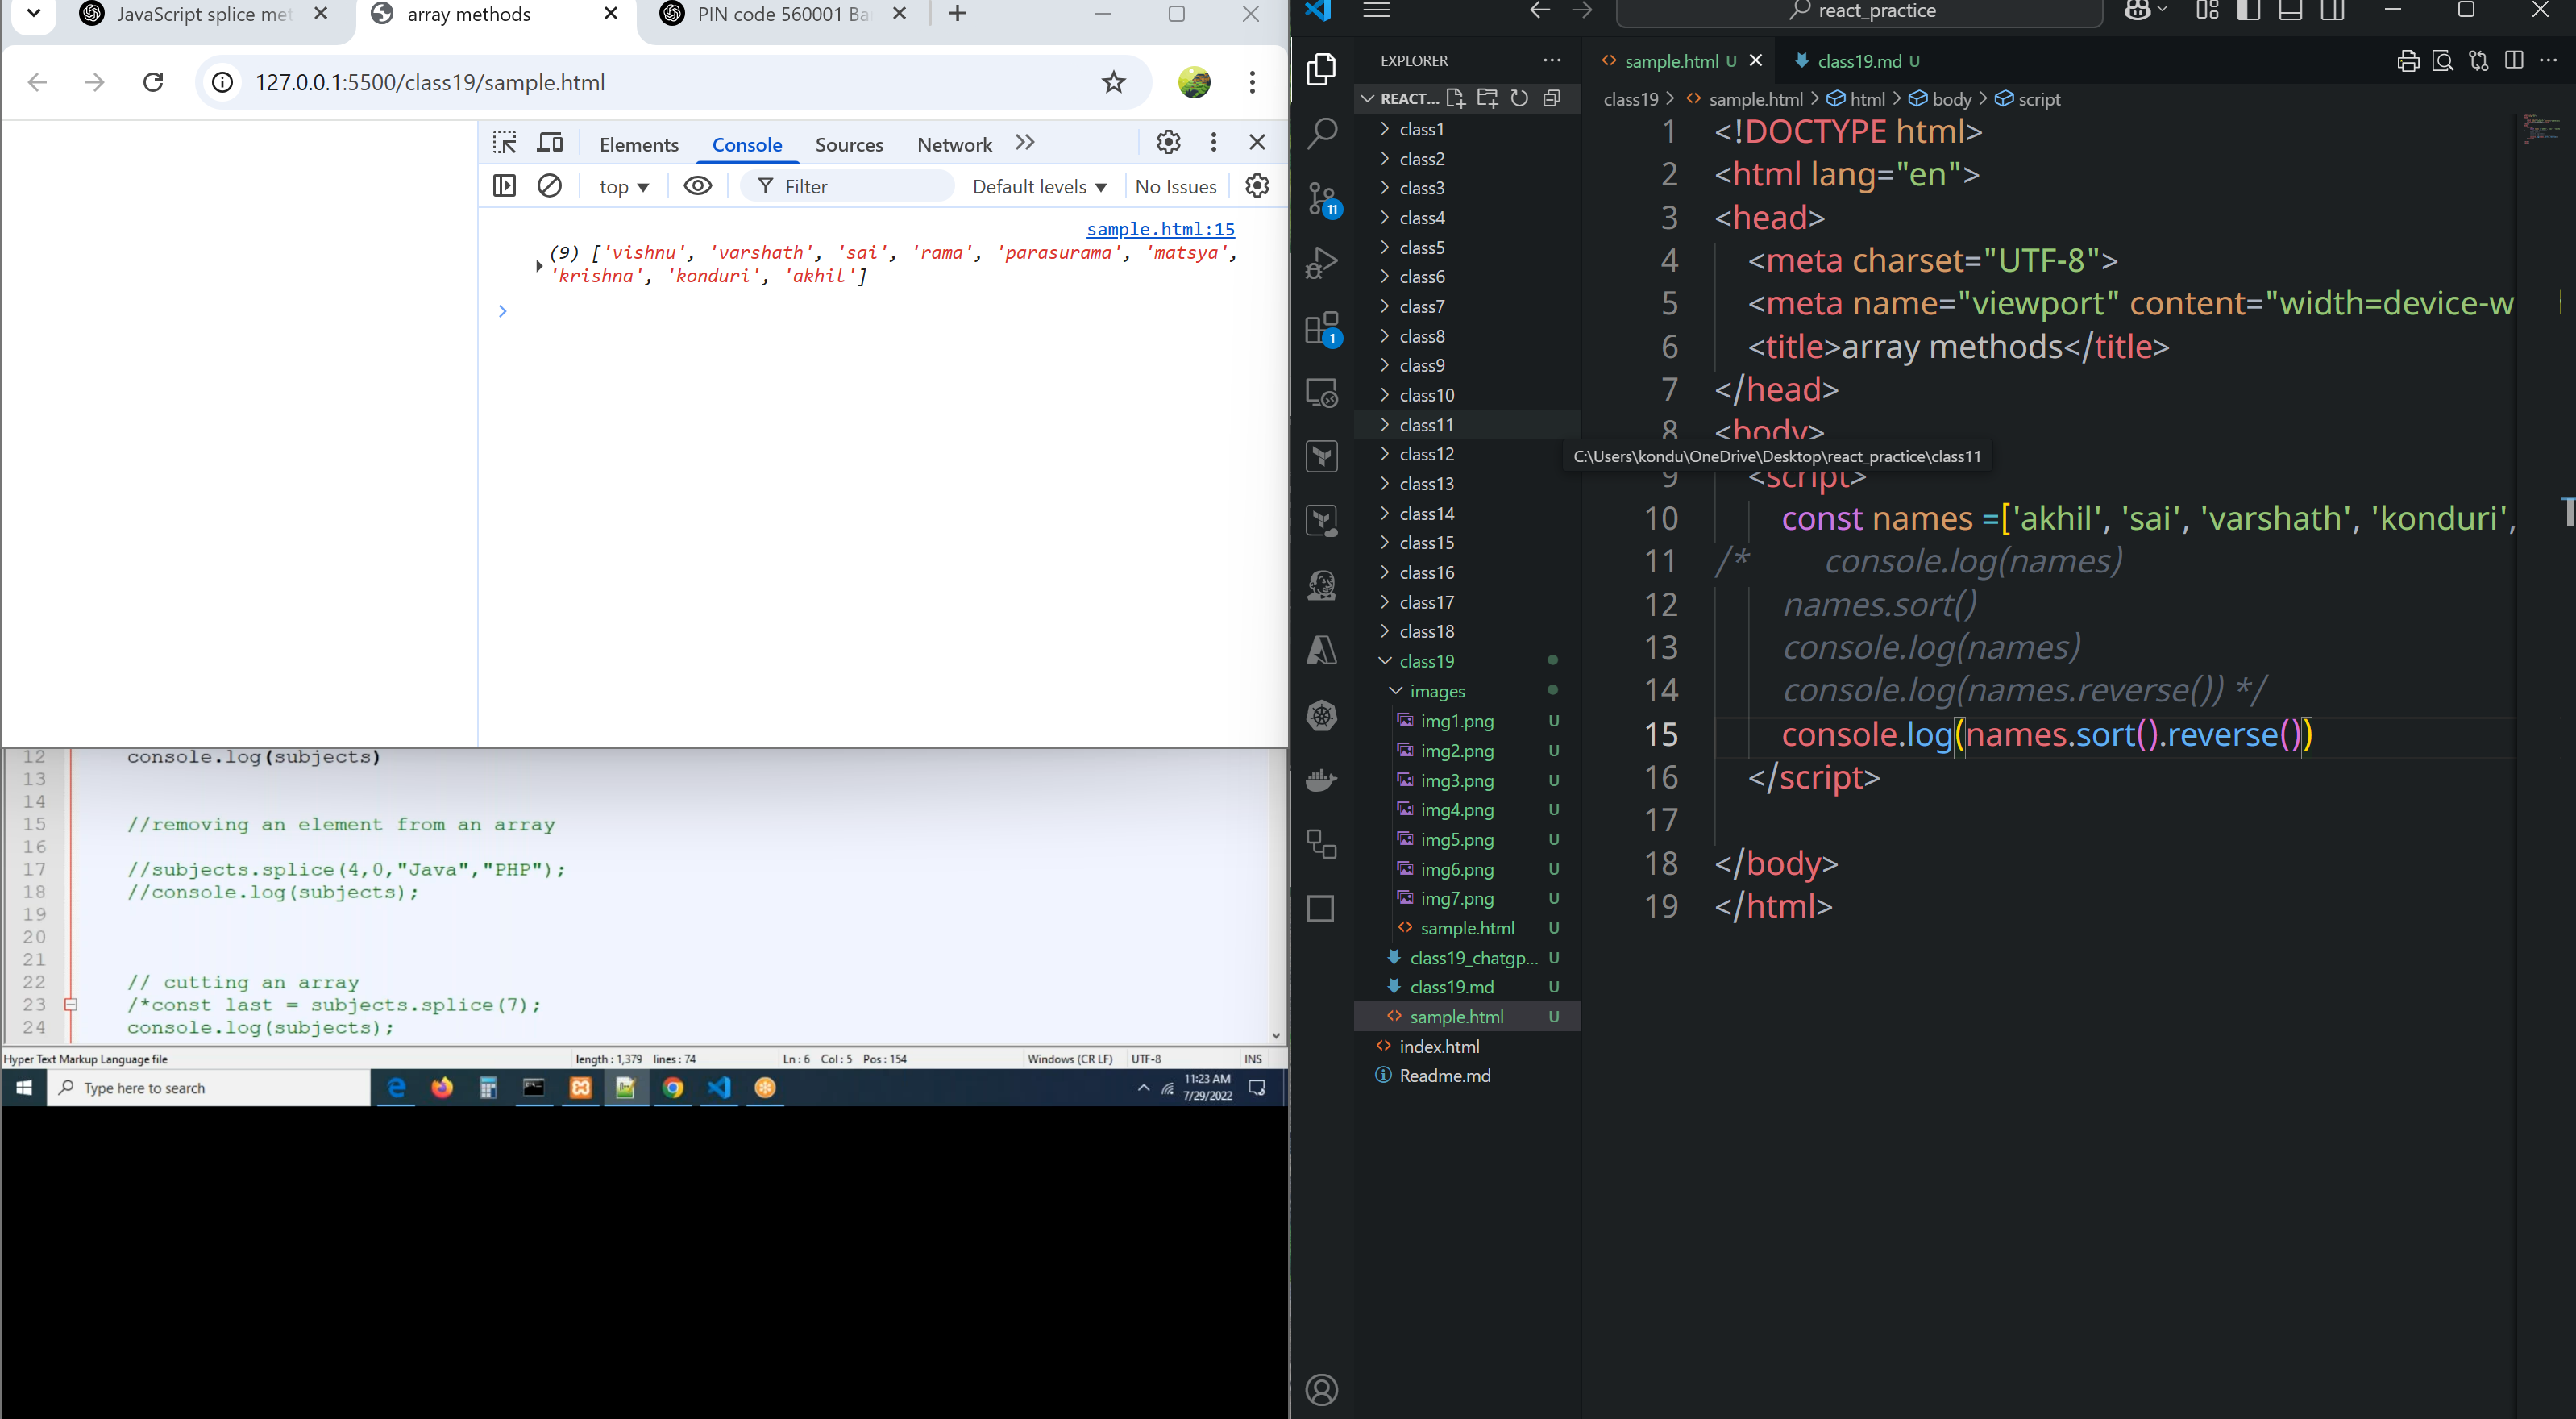 JavaScript splice met
array methods
PIN code 560001 Ba
127.0.0.1:5500/class19/sample.html
Elements
Console
Sources
Network
top
Filter
Default levels
No Issues
sample.html:15
(9) ['vishnu', 'varshath', 'sai', 'rama', 'parasurama', 'matsya',
'krishna', 'konduri', 'akhil']
12 console.log(subjects)
13
14
15 //removing an element from an array
16
17 //subjects.splice(4,0,"Java","PHP");
18 //console.log(subjects);
19
20
21
22 // cutting an array
23 /*const last = subjects.splice(7);
24 console.log(subjects);
Hyper Text Markup Language file
length : 1,379 lines : 74
Ln : 6 Col : 5 Pos : 154
Windows (CR LF)
UTF-8
INS
Type here to search
11:23 AM
7/29/2022
react_practice
11
1
EXPLORER
REACT...
class1
class2
class3
class4
class5
class6
class7
class8
class9
class10
class11
class12
class13
class14
class15
class16
class17
class18
class19
images
img1.png U
img2.png U
img3.png U
img4.png U
img5.png U
img6.png U
img7.png U
sample.html U
class19_chatgp... U
class19.md U
sample.html U
index.html
Readme.md
sample.html U
class19.md U
class19 > sample.html > html > body > script
1 <!DOCTYPE html>
2 <html lang="en">
3 <head>
4 <meta charset="UTF-8">
5 <meta name="viewport" content="width=device-w
6 <title>array methods</title>
7 </head>
8 <body>
C:\Users\kondu\OneDrive\Desktop\react_practice\class11
9 <script>
10 const names =['akhil', 'sai', 'varshath', 'konduri',
11 /* console.log(names)
12 names.sort()
13 console.log(names)
14 console.log(names.reverse()) */
15 console.log(names.sort().reverse())
16 </script>
17
18 </body>
19 </html>